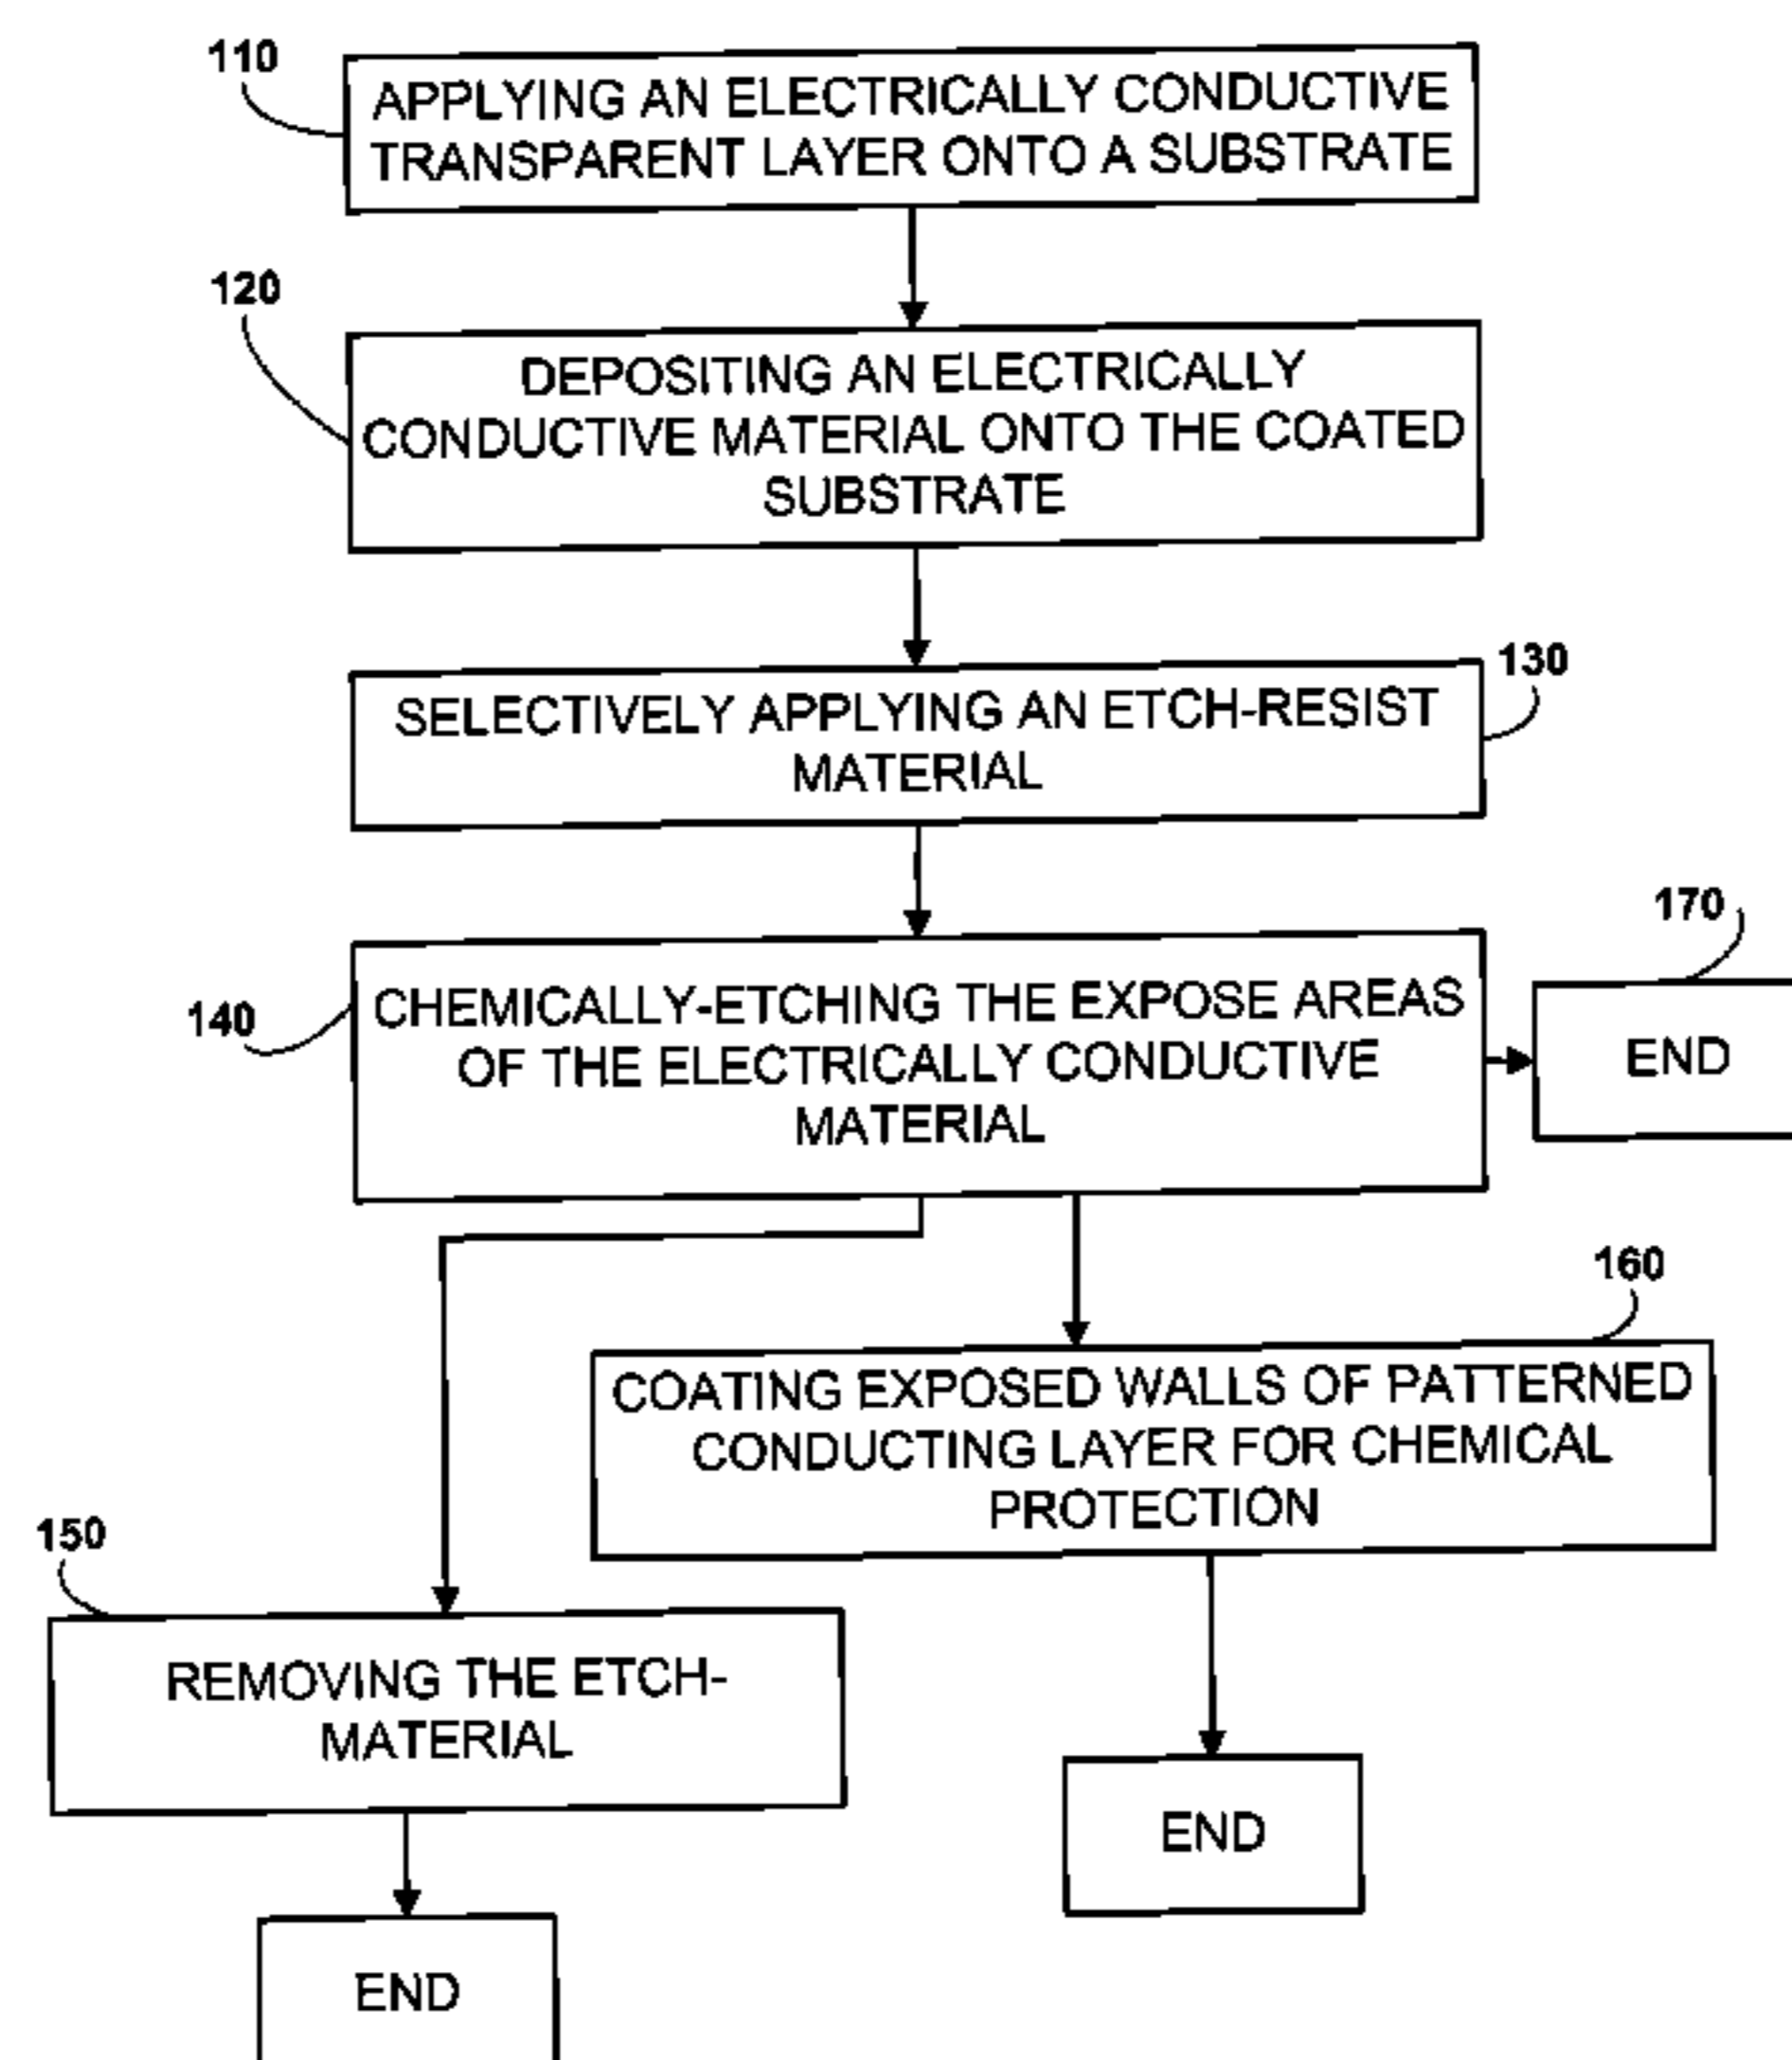 110
APPLYING AN ELECTRICALLY CONDUCTIVE
TRANSPARENT LAYER ONTO A SUBSTRATE
120
DEPOSITING AN ELECTRICALLY
CONDUCTIVE MATERIAL ONTO THE COATED
SUBSTRATE
130
SELECTIVELY APPLYING AN ETCH-RESIST
MATERIAL
140
CHEMICALLY-ETCHING THE EXPOSE AREAS
OF THE ELECTRICALLY CONDUCTIVE
MATERIAL
170
END
160
COATING EXPOSED WALLS OF PATTERNED
CONDUCTING LAYER FOR CHEMICAL
PROTECTION
150
REMOVING THE ETCH-
MATERIAL
END
END